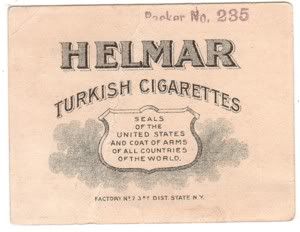 Packer No. 235
HELMAR
TURKISH CIGARETTES
SEALS
OF THE
UNITED STATES
AND COAT OF ARMS
OF ALL COUNTRIES
OF THE WORLD.
FACTORY Nº 7 3RD DIST. STATE N.Y.